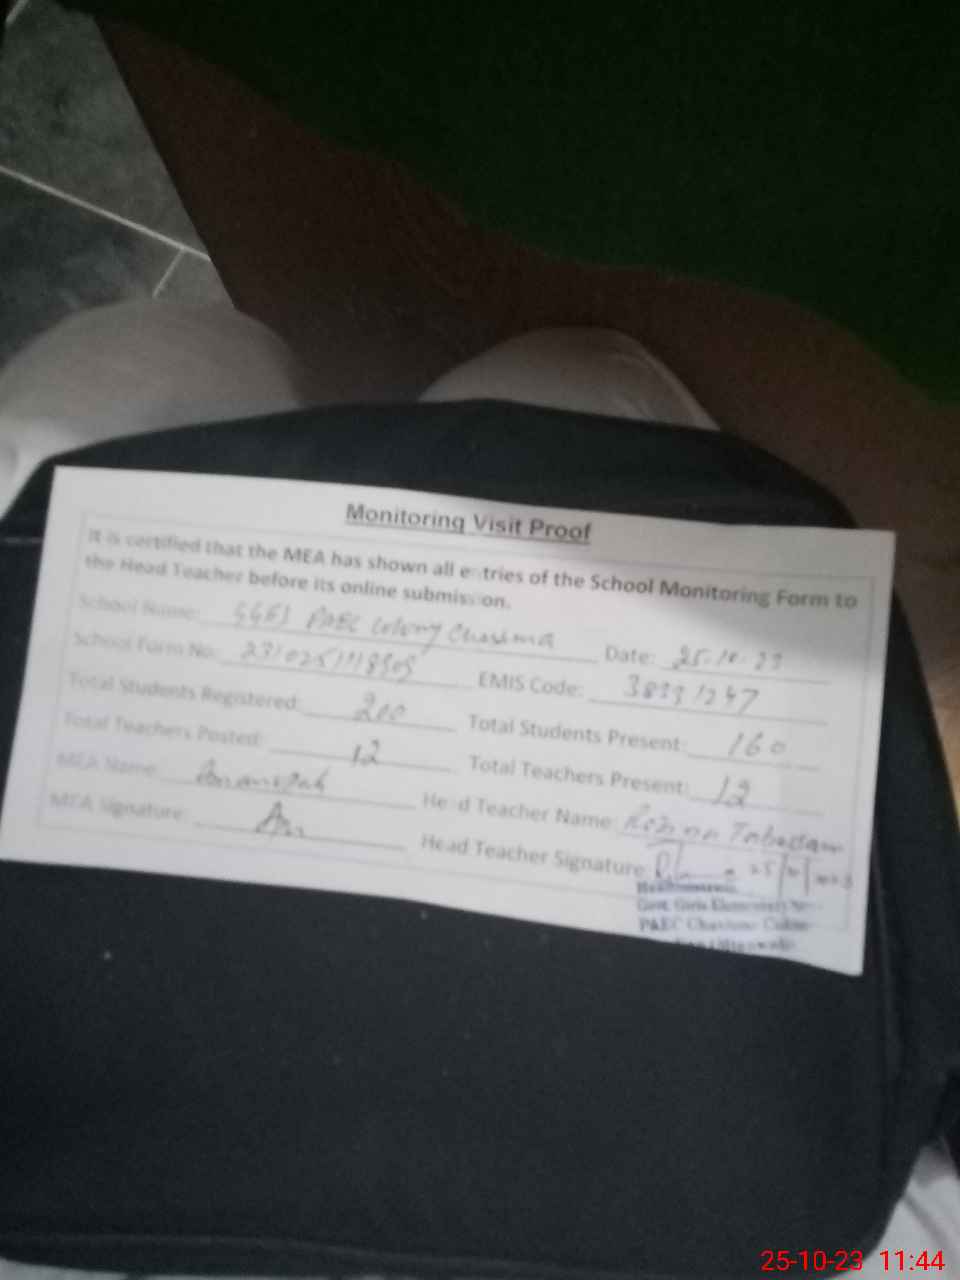 Monitoring Visit Proof
It is certified that the MEA has shown all entries of the School Monitoring Form to
the Head Teacher before its online submission.
School Name: GGES PAEC Colony Chashma Date: 25-10-23
School Form No: EMIS Code: 38331247
Total Students Registered: 200 Total Students Present: 160
Total Teachers Posted: 12 Total Teachers Present: 12
MEA Name: Head Teacher Name:
MEA Signature: Head Teacher Signature:
Headmistress
Govt. Girls Elementary
PAEC Chashma Colony
25-10-23 11:44